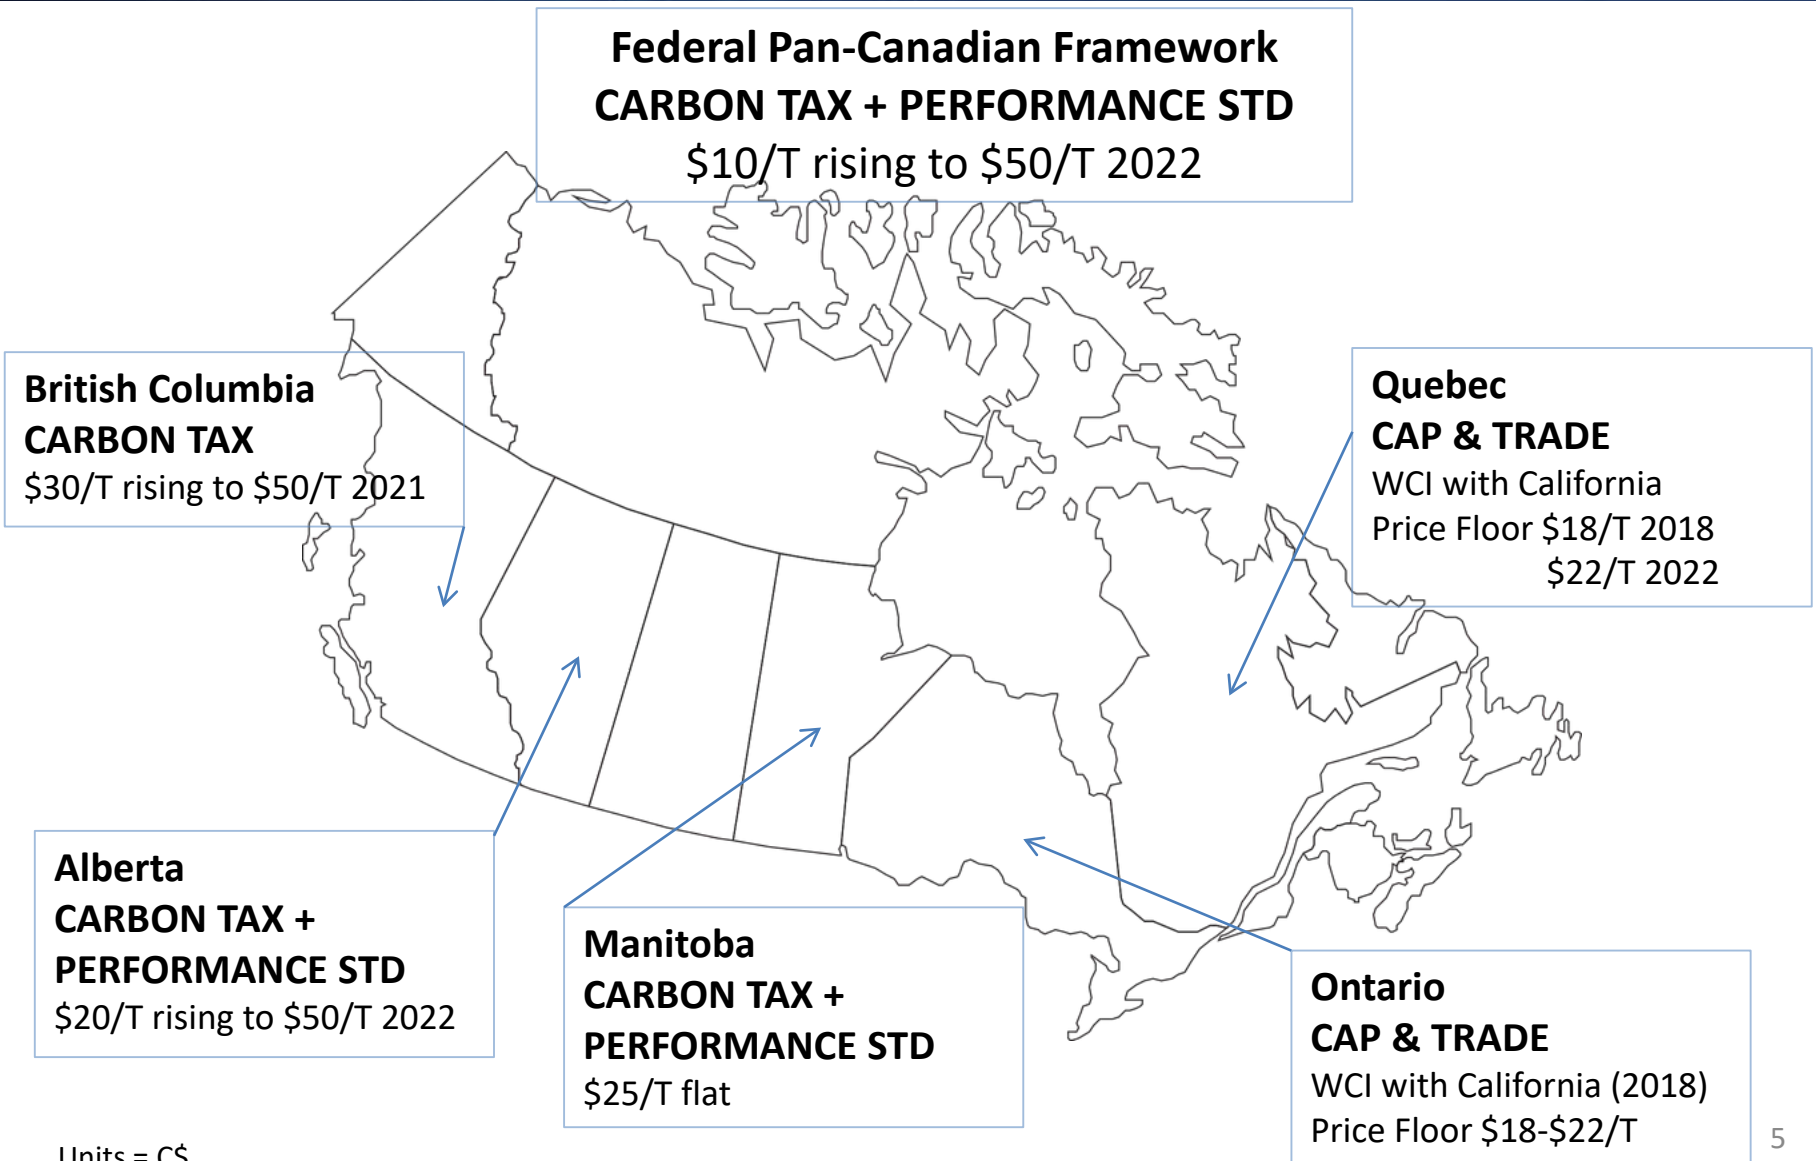 Federal Pan-Canadian Framework
CARBON TAX + PERFORMANCE STD
$10/T rising to $50/T 2022
British Columbia
CARBON TAX
$30/T rising to $50/T 2021
Quebec
CAP & TRADE
WCI with California
Price Floor $18/T 2018
$22/T 2022
Alberta
CARBON TAX +
PERFORMANCE STD
$20/T rising to $50/T 2022
Manitoba
CARBON TAX +
PERFORMANCE STD
$25/T flat
Ontario
CAP & TRADE
WCI with California (2018)
Price Floor $18-$22/T
Units = C$
5